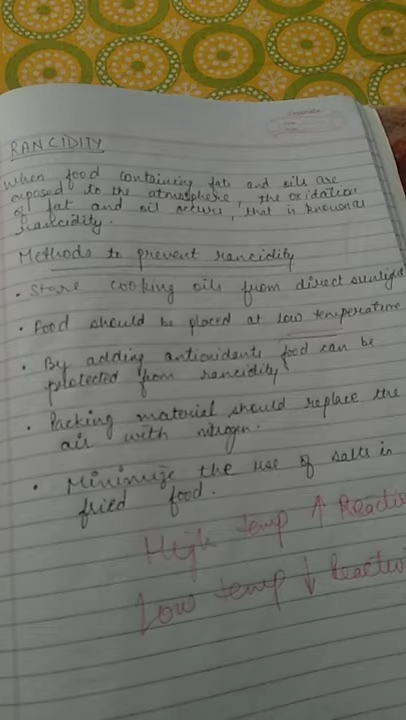 RANCIDITY
When food containing fats and oils are
exposed to the atmosphere, the oxidation
of fat and oil occurs, that is known as
rancidity.
Methods to prevent rancidity
• Store cooking oils from direct sunlight
• Food should be placed at low temperature
• By adding antioxidants food can be
protected from rancidity
• Packing material should replace the
air with nitrogen.
• Minimize the use of salts in
fried food.
High temp ↑ Reactio
Low temp ↓ Reactio